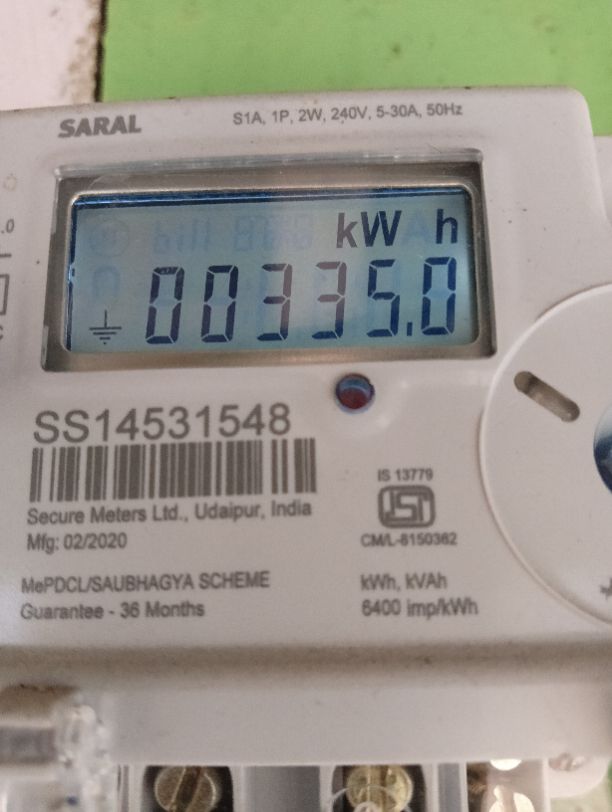 SARAL
S1A, 1P, 2W, 240V, 5-30A, 50Hz
kW h
00335.0
SS14531548
Secure Meters Ltd., Udaipur, India
Mfg: 02/2020
IS 13779
CM/L-8150362
MePDCL/SAUBHAGYA SCHEME
Guarantee - 36 Months
kWh, kVAh
6400 imp/kWh